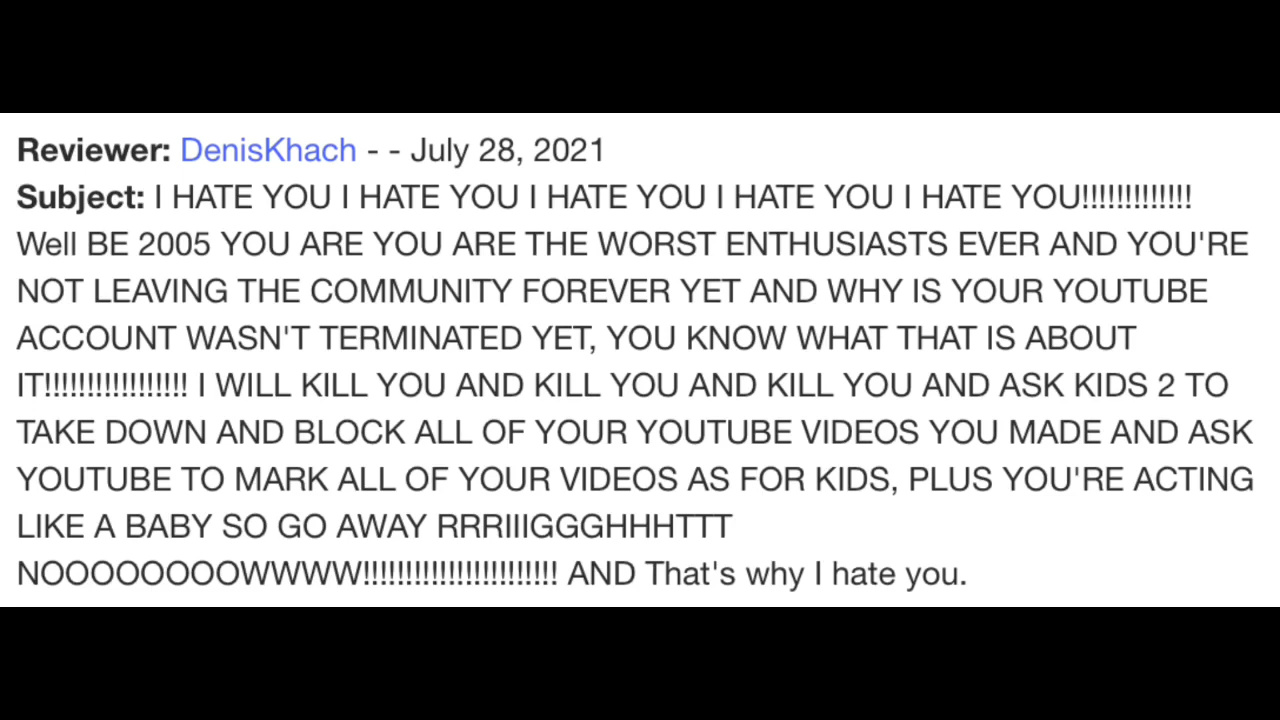 Reviewer: DenisKhach - - July 28, 2021
Subject: I HATE YOU I HATE YOU I HATE YOU I HATE YOU I HATE YOU!!!!!!!!!!!!!
Well BE 2005 YOU ARE YOU ARE THE WORST ENTHUSIASTS EVER AND YOU'RE
NOT LEAVING THE COMMUNITY FOREVER YET AND WHY IS YOUR YOUTUBE
ACCOUNT WASN'T TERMINATED YET, YOU KNOW WHAT THAT IS ABOUT
IT!!!!!!!!!!!!!!!!! I WILL KILL YOU AND KILL YOU AND KILL YOU AND ASK KIDS 2 TO
TAKE DOWN AND BLOCK ALL OF YOUR YOUTUBE VIDEOS YOU MADE AND ASK
YOUTUBE TO MARK ALL OF YOUR VIDEOS AS FOR KIDS, PLUS YOU'RE ACTING
LIKE A BABY SO GO AWAY RRRIIIGGGHHHTTT
NOOOOOOOOWWWW!!!!!!!!!!!!!!!!!!!!!!! AND That's why I hate you.